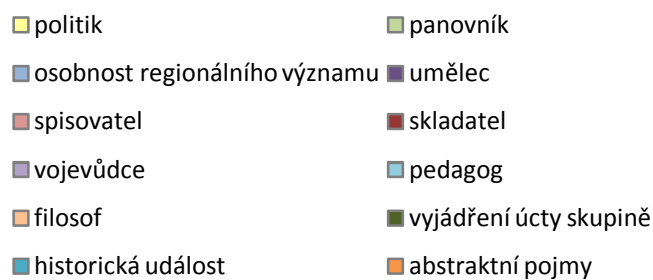 politik panovník
osobnost regionálního významu umělec
spisovatel skladatel
vojevůdce pedagog
filosof vyjádření úcty skupině
historická událost abstraktní pojmy